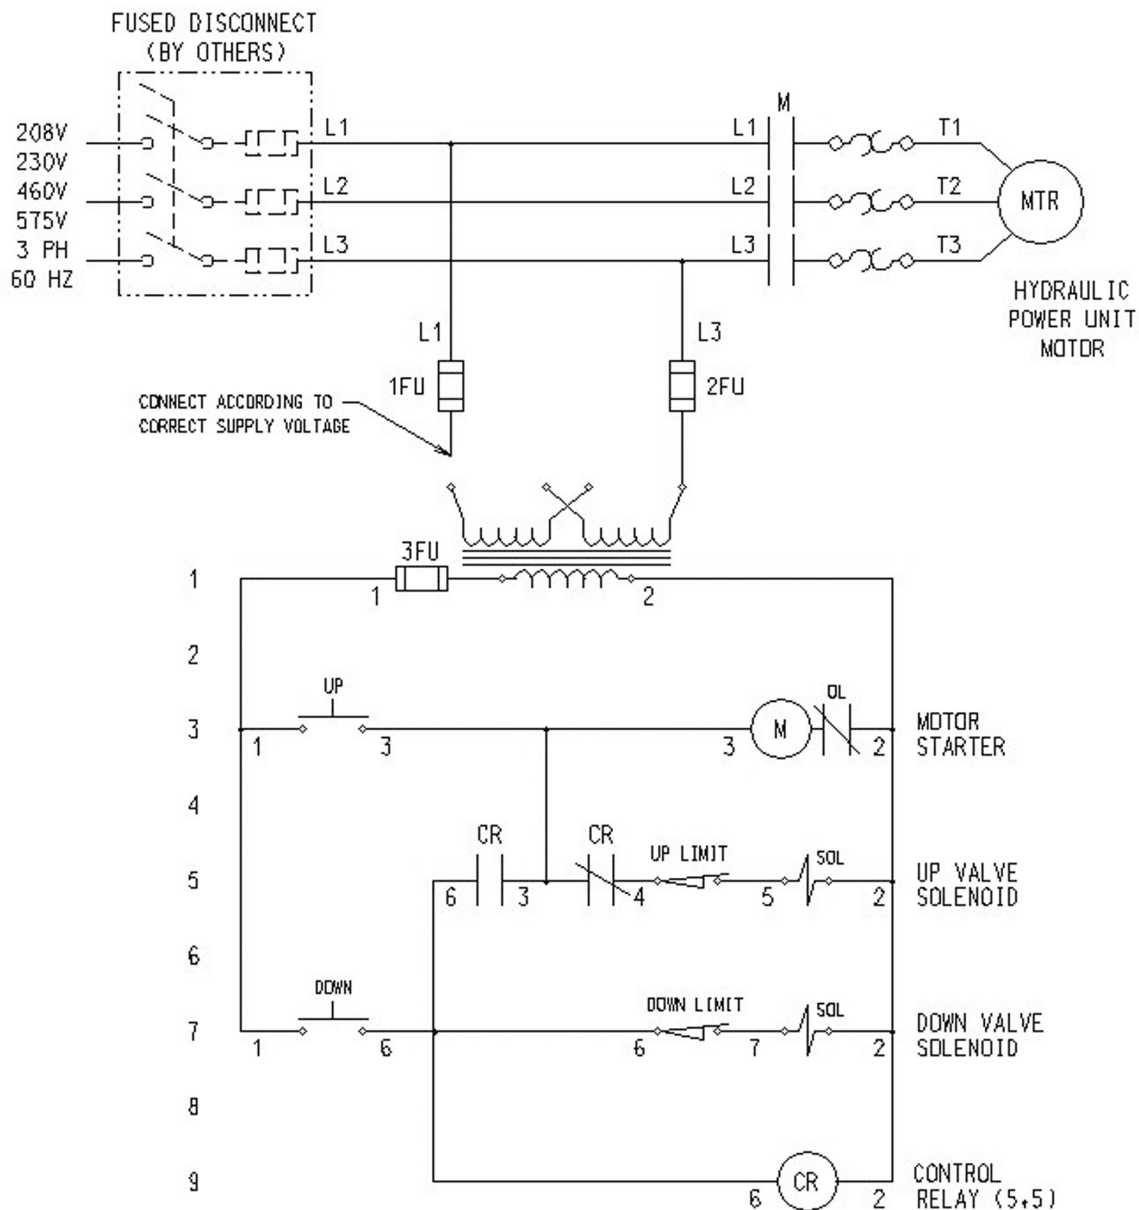 FUSED DISCONNECT
(BY OTHERS)
208V
230V
460V
575V
3 PH
60 HZ
L1
L2
L3
M
L1
L2
L3
T1
T2
T3
MTR
HYDRAULIC
POWER UNIT
MOTOR
L1
L3
1FU
2FU
CONNECT ACCORDING TO
CORRECT SUPPLY VOLTAGE
3FU
1
1
2
2
UP
OL
3
1
3
3
M
2
MOTOR
STARTER
4
CR
CR
UP LIMIT
SOL
5
6
3
4
5
2
UP VALVE
SOLENOID
6
DOWN
DOWN LIMIT
SOL
7
1
6
6
7
2
DOWN VALVE
SOLENOID
8
9
6
CR
2
CONTROL
RELAY (5,5)